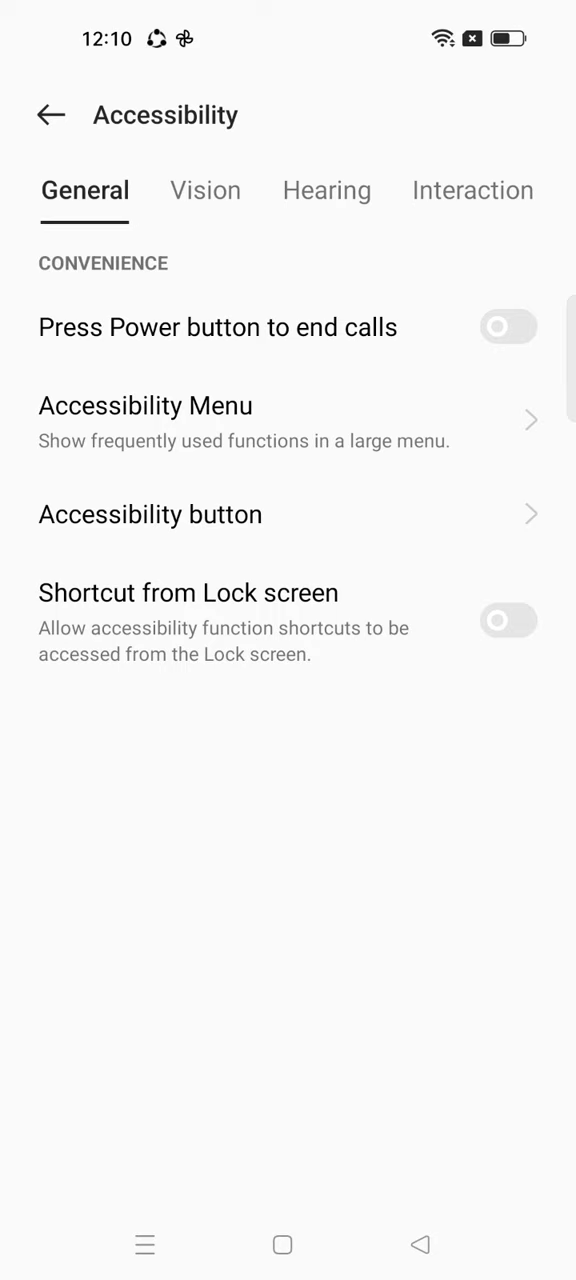 12:10
Accessibility
General Vision Hearing Interaction
CONVENIENCE
Press Power button to end calls
Accessibility Menu
Show frequently used functions in a large menu.
Accessibility button
Shortcut from Lock screen
Allow accessibility function shortcuts to be
accessed from the Lock screen.